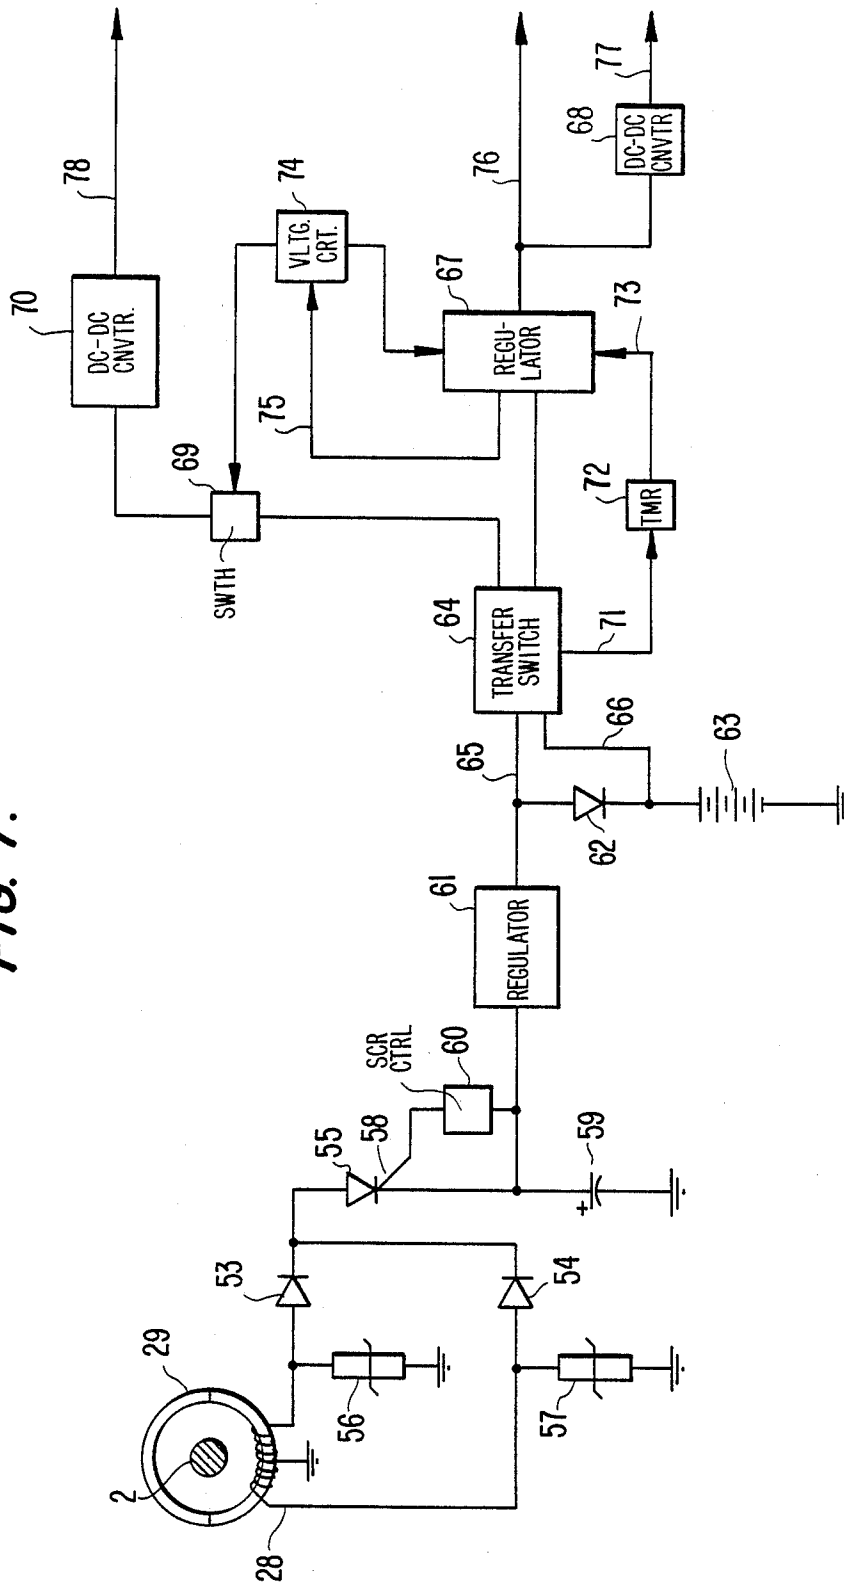 FIG. 7.
2
29
28
53
54
55
56
57
58
59
SCR
CTRL
60
61
REGULATOR
62
63
64
TRANSFER
SWITCH
65
66
67
REGU-
LATOR
68
DC-DC
CNVTR
69
SWTH
70
DC-DC
CNVTR.
71
72
TMR
73
74
VLTG.
CRT.
75
76
77
78
+